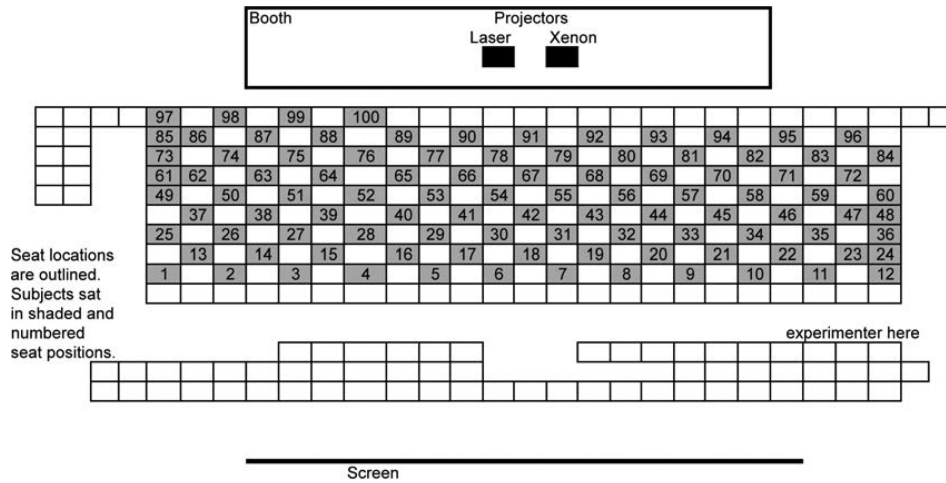 Booth Projectors
Laser Xenon
97 98 99 100
85 86 87 88 89 90 91 92 93 94 95 96
73 74 75 76 77 78 79 80 81 82 83 84
61 62 63 64 65 66 67 68 69 70 71 72
49 50 51 52 53 54 55 56 57 58 59 60
37 38 39 40 41 42 43 44 45 46 47 48
25 26 27 28 29 30 31 32 33 34 35 36
13 14 15 16 17 18 19 20 21 22 23 24
1 2 3 4 5 6 7 8 9 10 11 12
Seat locations
are outlined.
Subjects sat
in shaded and
numbered
seat positions.
experimenter here
Screen